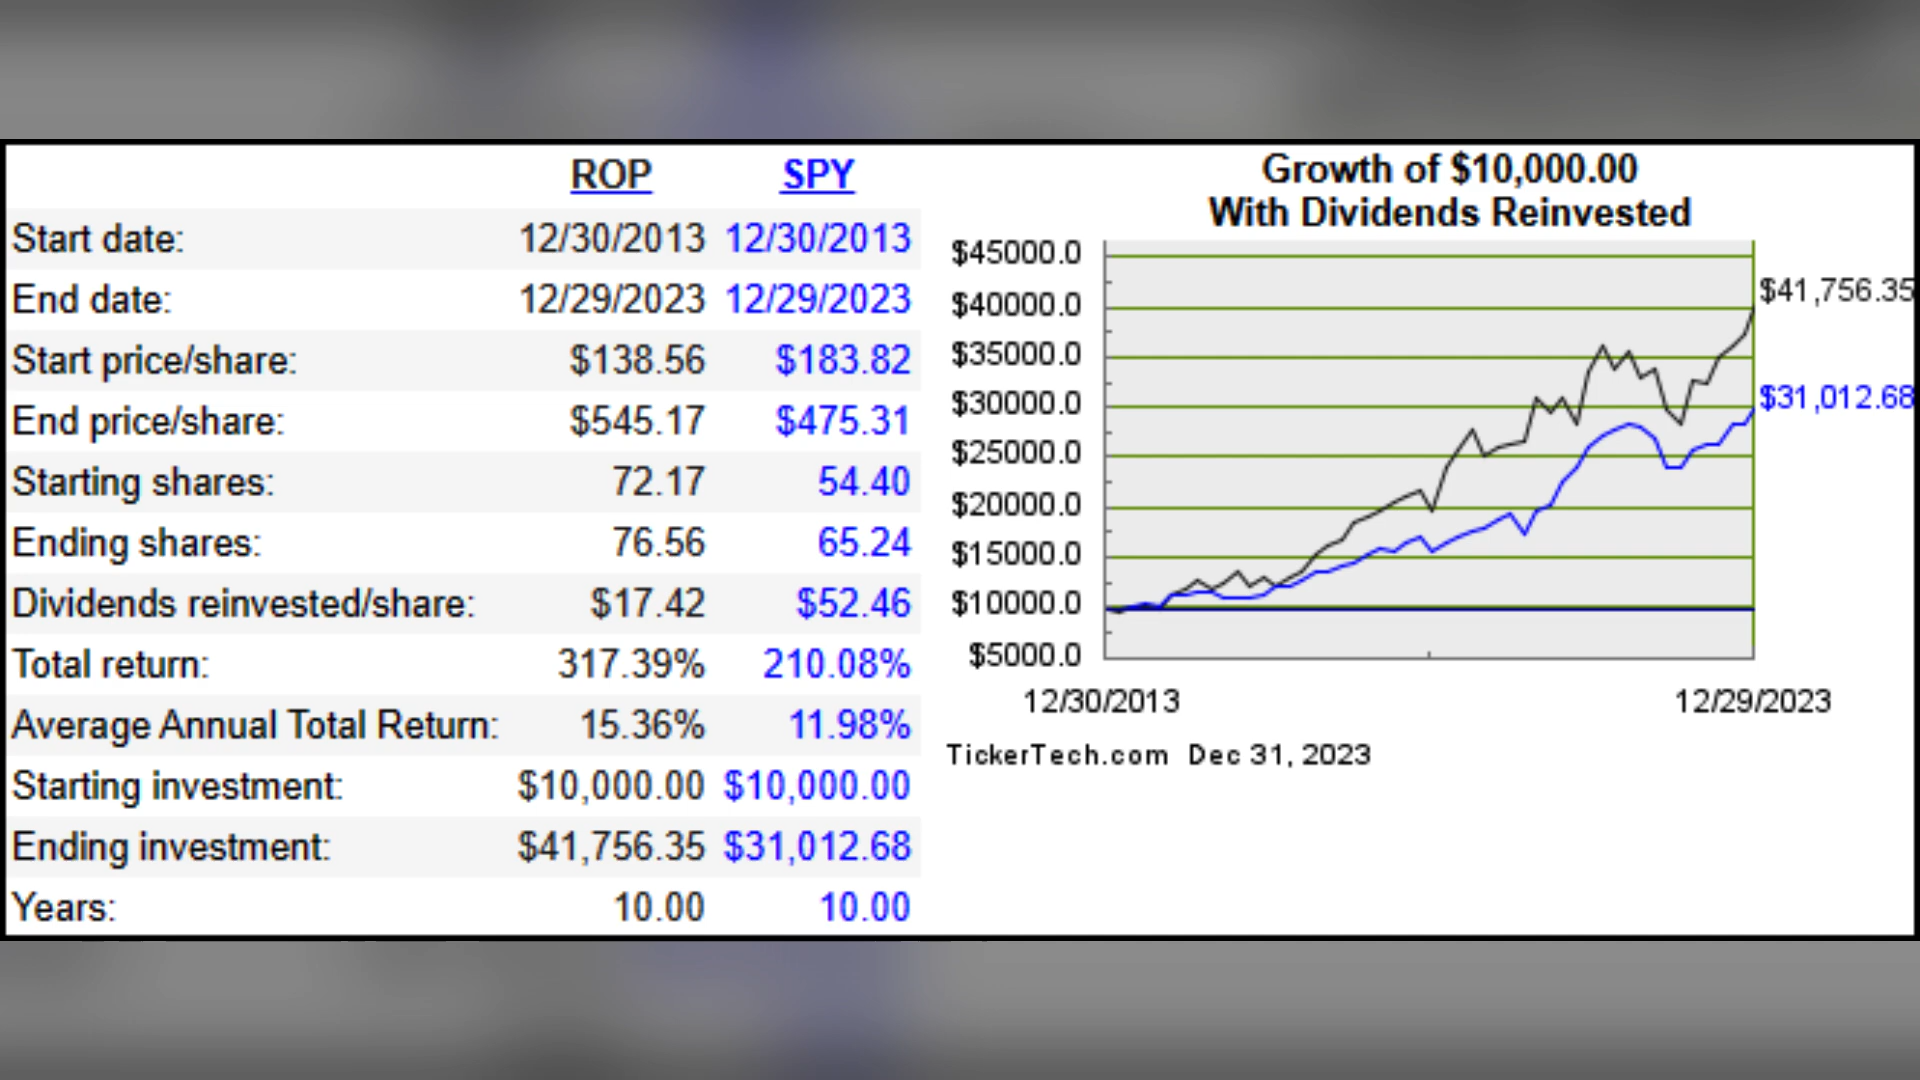 ROP SPY
Start date: 12/30/2013 12/30/2013
End date: 12/29/2023 12/29/2023
Start price/share: $138.56 $183.82
End price/share: $545.17 $475.31
Starting shares: 72.17 54.40
Ending shares: 76.56 65.24
Dividends reinvested/share: $17.42 $52.46
Total return: 317.39% 210.08%
Average Annual Total Return: 15.36% 11.98%
Starting investment: $10,000.00 $10,000.00
Ending investment: $41,756.35 $31,012.68
Years: 10.00 10.00
Growth of $10,000.00
With Dividends Reinvested
$45000.0
$41,756.35
$40000.0
$35000.0
$30000.0
$31,012.68
$25000.0
$20000.0
$15000.0
$10000.0
$5000.0
12/30/2013 12/29/2023
TickerTech.com Dec 31, 2023